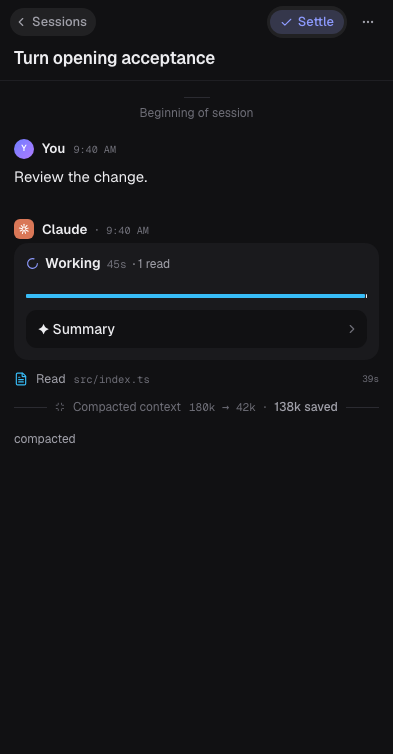 Sessions
Settle
Turn opening acceptance
Beginning of session
Y
You 9:40 AM
Review the change.
Claude · 9:40 AM
Working 45s · 1 read
Summary
Read src/index.ts 39s
Compacted context 180k → 42k · 138k saved
compacted